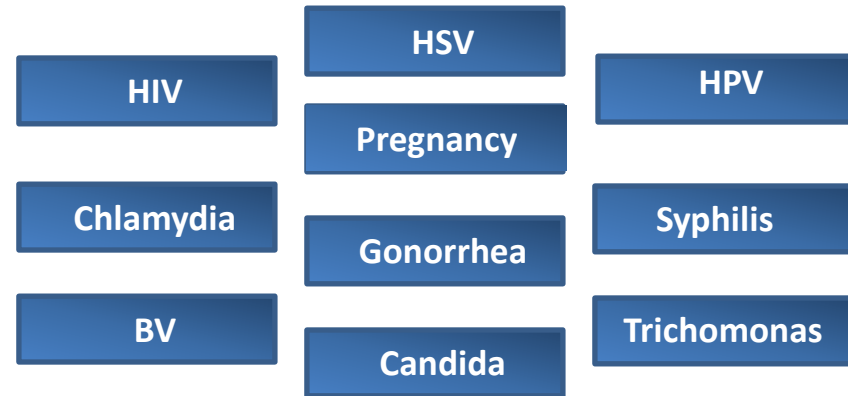 HSV
HIV
HPV
Pregnancy
Chlamydia
Syphilis
Gonorrhea
BV
Trichomonas
Candida